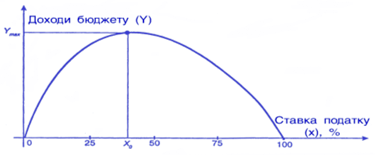 Доходи бюджету (Y)
Ymax
Ставка податку
(x), %
0 25 X0 50 75 100